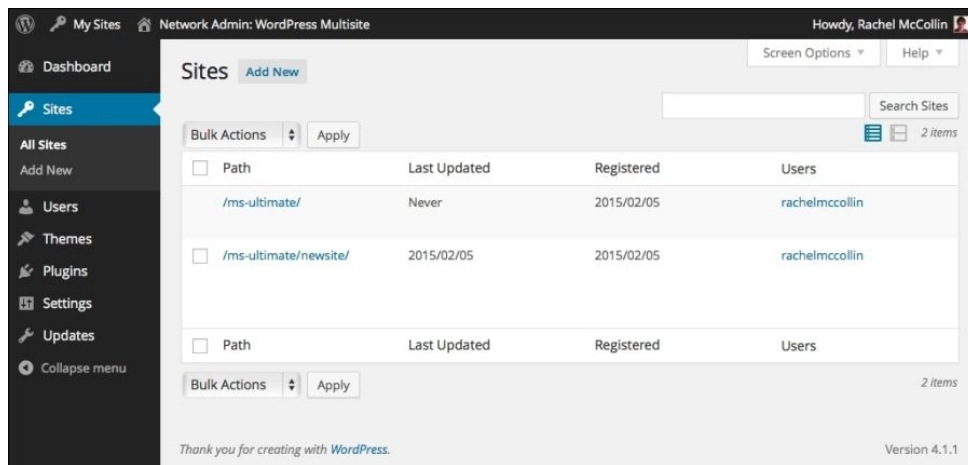 My Sites Network Admin: WordPress Multisite Howdy, Rachel McCollin
Dashboard
Sites
All Sites
Add New
Users
Themes
Plugins
Settings
Updates
Collapse menu
Screen Options Help
Sites Add New
Search Sites
Bulk Actions Apply 2 items
Path Last Updated Registered Users
/ms-ultimate/ Never 2015/02/05 rachelmccollin
/ms-ultimate/newsite/ 2015/02/05 2015/02/05 rachelmccollin
Path Last Updated Registered Users
Bulk Actions Apply 2 items
Thank you for creating with WordPress. Version 4.1.1